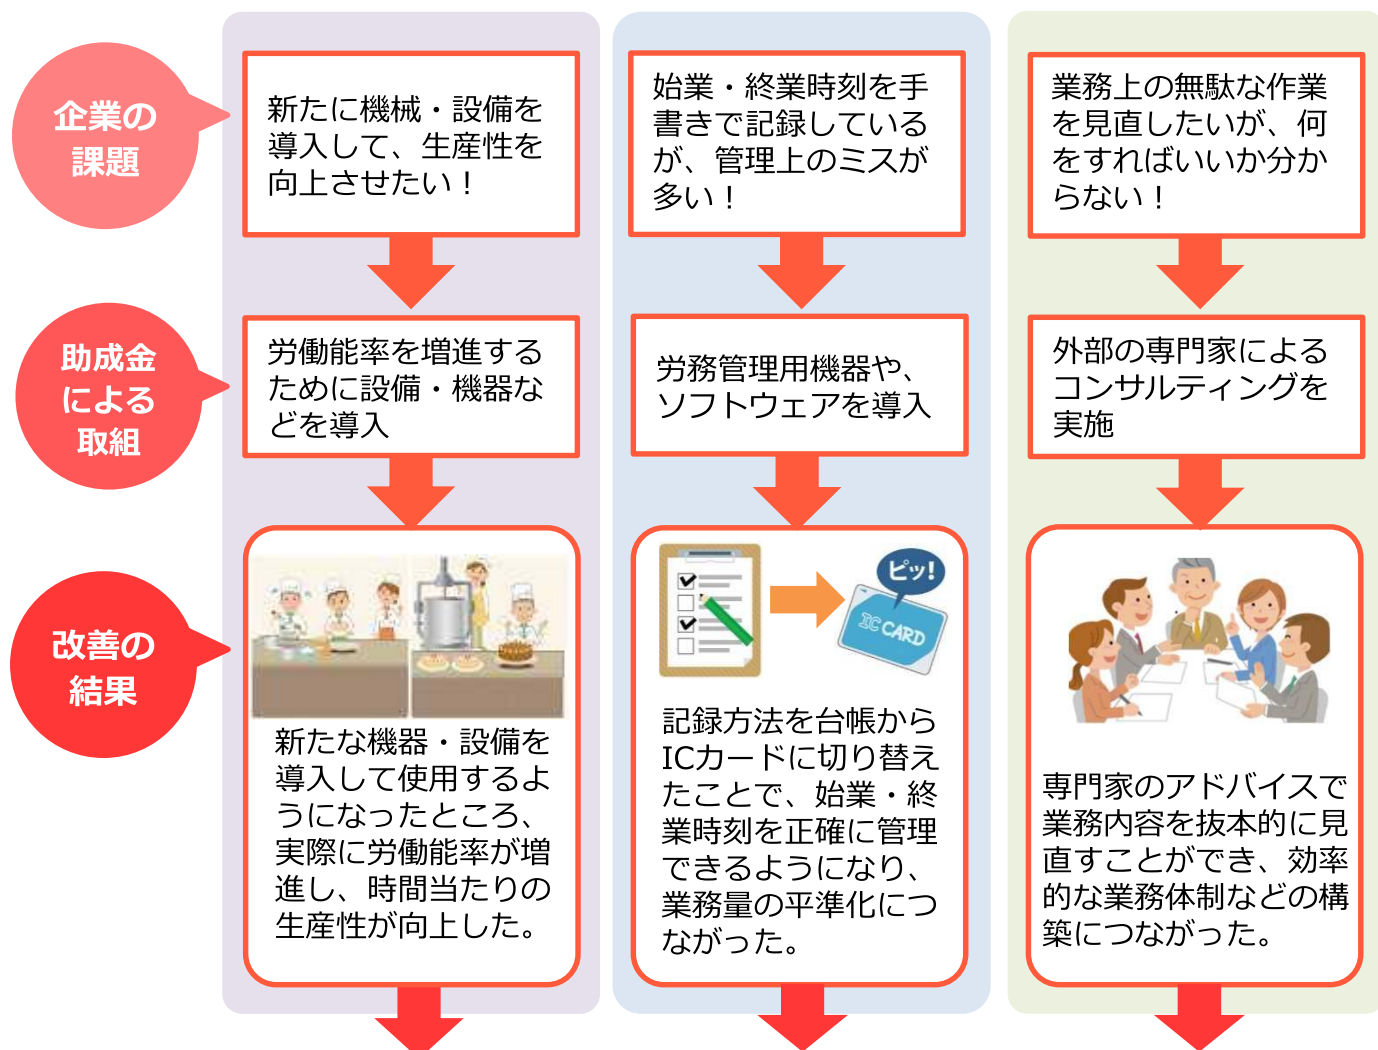 企業の
課題
新たに機械・設備を
導入して、生産性を
向上させたい！
始業・終業時刻を手
書きで記録している
が、管理上のミスが
多い！
業務上の無駄な作業
を見直したいが、何
をすればいいか分か
らない！
助成金
による
取組
労働能率を増進する
ために設備・機器な
どを導入
労務管理用機器や、
ソフトウェアを導入
外部の専門家による
コンサルティングを
実施
改善の
結果
新たな機器・設備を
導入して使用するよ
うになったところ、
実際に労働能率が増
進し、時間当たりの
生産性が向上した。
ピッ!
IC CARD
記録方法を台帳から
ICカードに切り替え
たことで、始業・終
業時刻を正確に管理
できるようになり、
業務量の平準化につ
ながった。
専門家のアドバイスで
業務内容を抜本的に見
直すことができ、効率
的な業務体制などの構
築につながった。